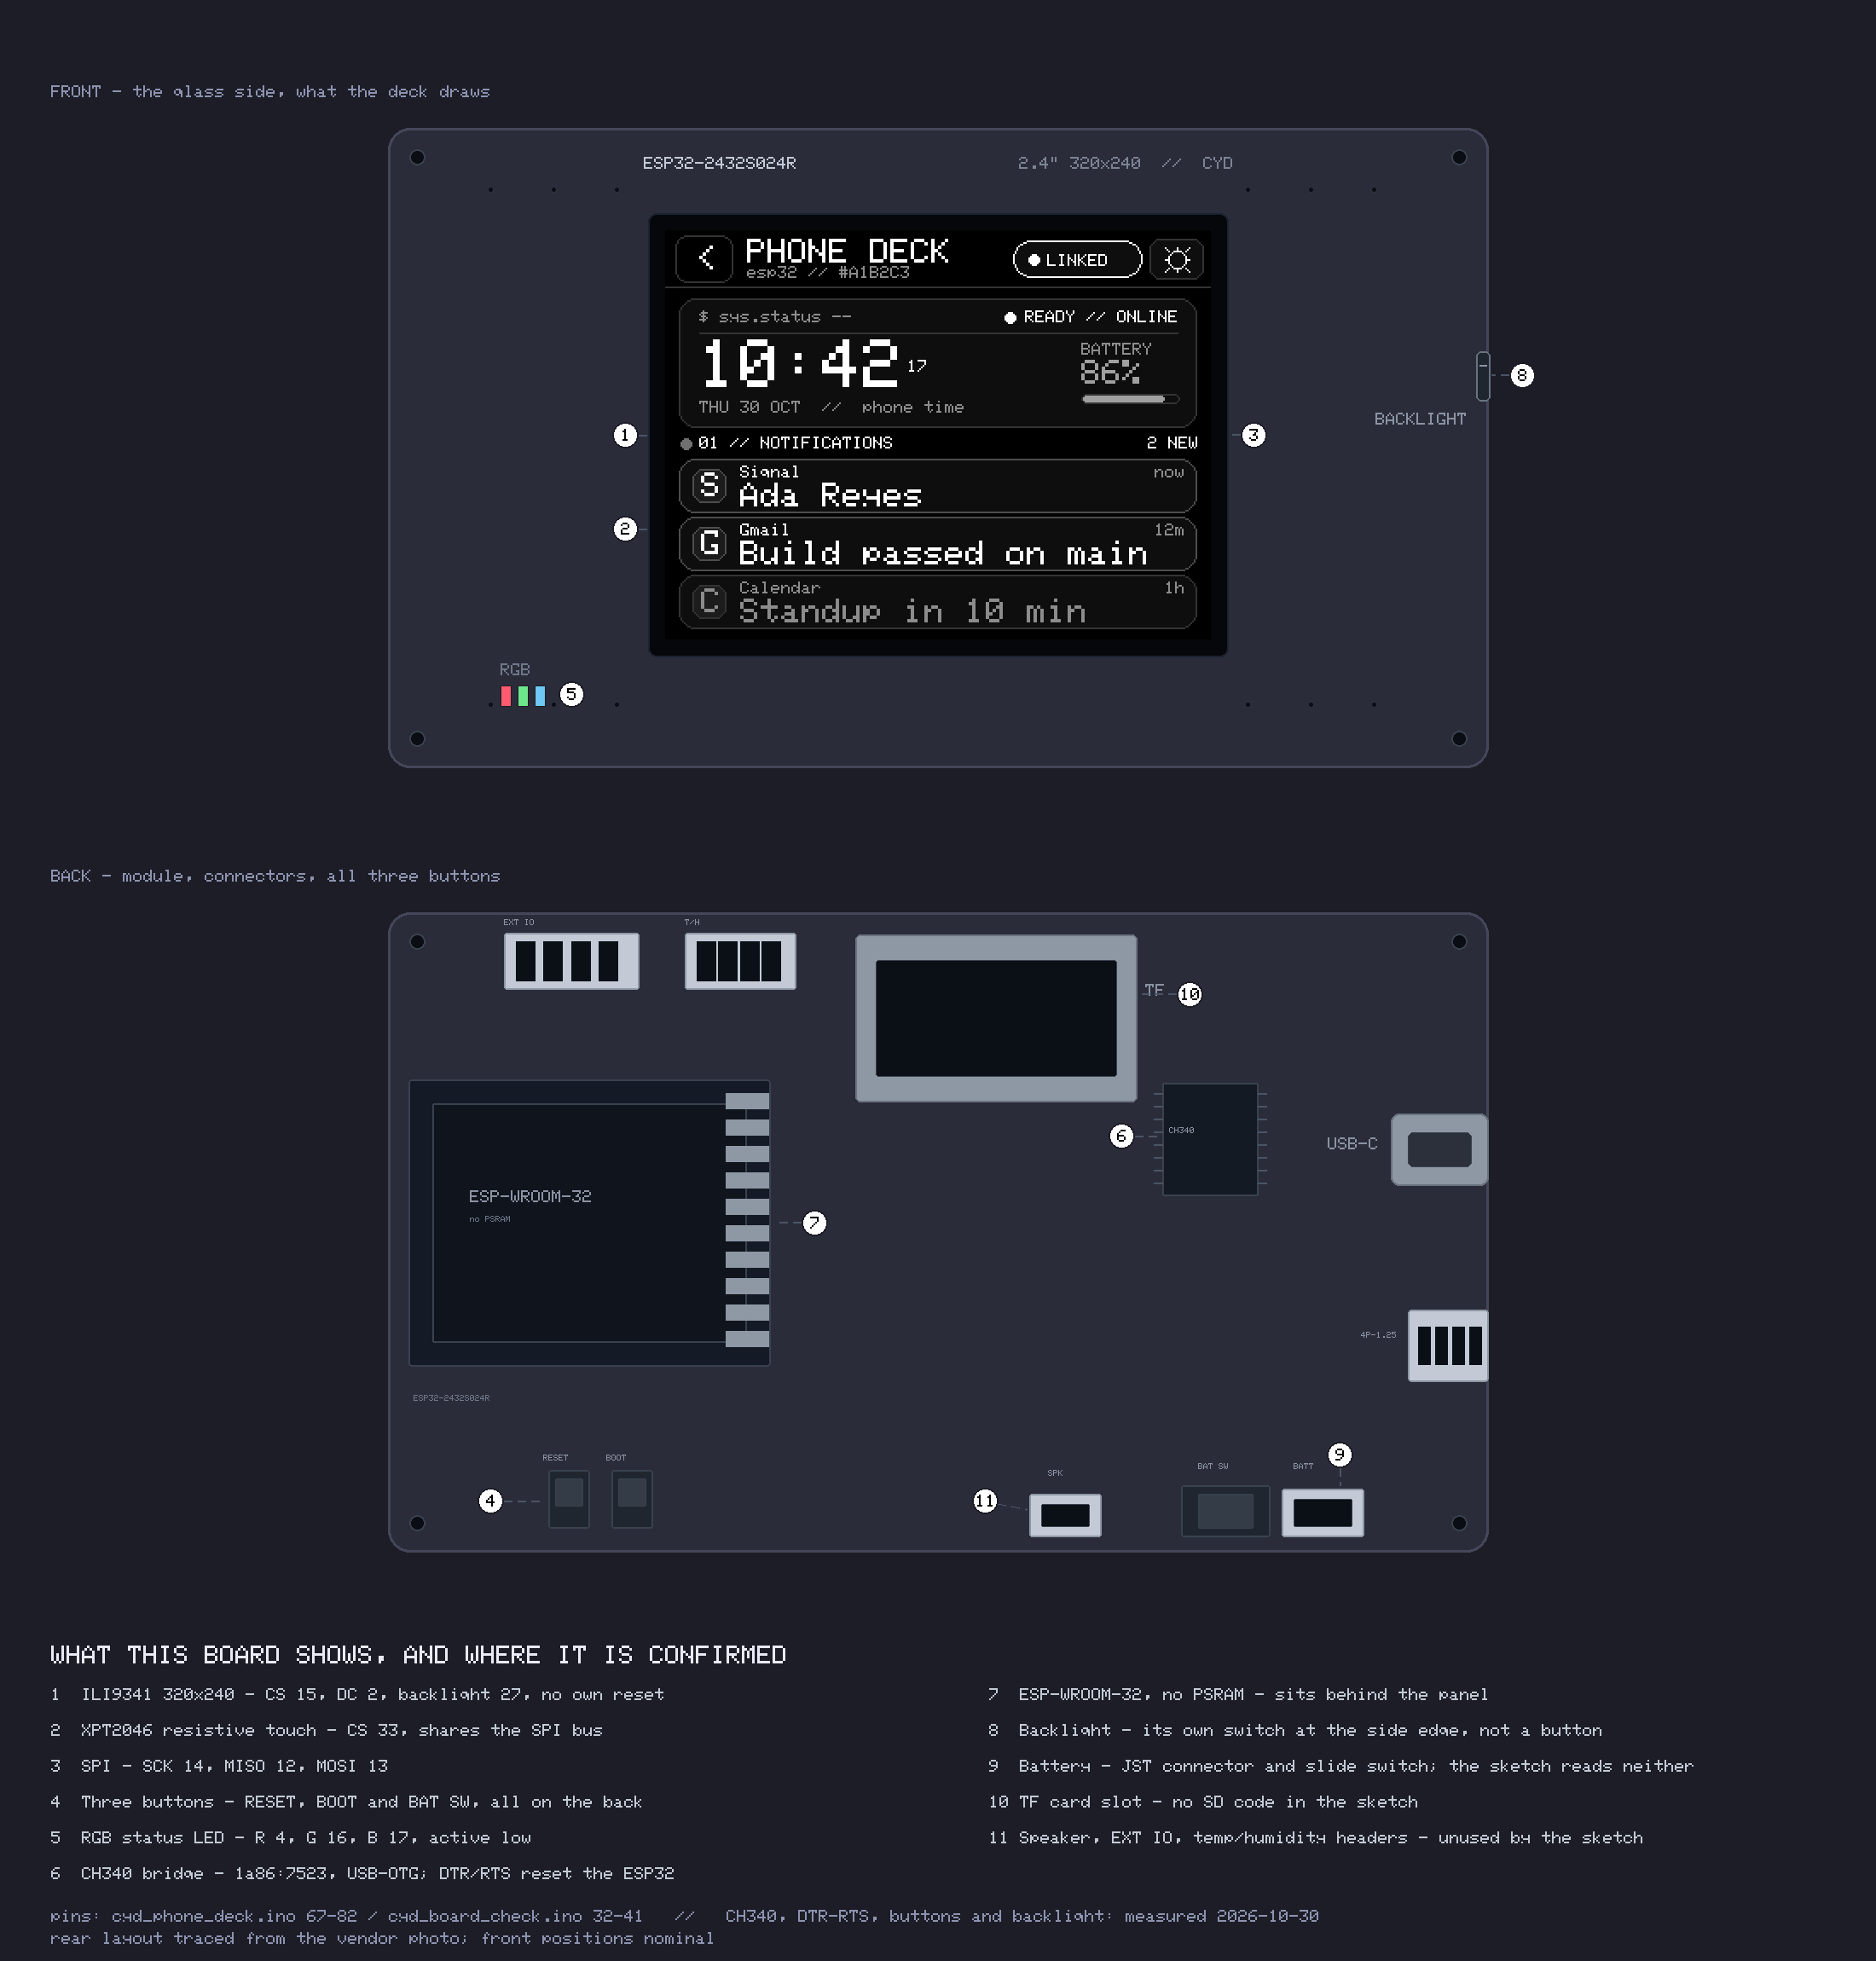 FRONT - the glass side, what the deck draws
ESP32-2432S024R
2.4" 320x240 // CYD
PHONE DECK
LINKED
esp32 // #A1B2C3
$ sys.status --
READY // ONLINE
10:42
17
BATTERY
86%
THU 30 OCT // phone time
8
BACKLIGHT
1
01 // NOTIFICATIONS
2 NEW
3
S
Signal
now
Ada Reyes
2
G
Gmail
12m
Build passed on main
C
Calendar
1h
Standup in 10 min
RGB
5
BACK - module, connectors, all three buttons
EXT IO
T/H
TF
10
6
CH340
USB-C
ESP-WROOM-32
no PSRAM
7
4P-1.25
ESP32-2432S024R
RESET
BOOT
4
11
SPK
BAT SW
BATT
9
WHAT THIS BOARD SHOWS, AND WHERE IT IS CONFIRMED
1 ILI9341 320x240 - CS 15, DC 2, backlight 27, no own reset
2 XPT2046 resistive touch - CS 33, shares the SPI bus
3 SPI - SCK 14, MISO 12, MOSI 13
4 Three buttons - RESET, BOOT and BAT SW, all on the back
5 RGB status LED - R 4, G 16, B 17, active low
6 CH340 bridge - 1a86:7523, USB-OTG; DTR/RTS reset the ESP32
7 ESP-WROOM-32, no PSRAM - sits behind the panel
8 Backlight - its own switch at the side edge, not a button
9 Battery - JST connector and slide switch; the sketch reads neither
10 TF card slot - no SD code in the sketch
11 Speaker, EXT IO, temp/humidity headers - unused by the sketch
pins: cyd_phone_deck.ino 67-82 / cyd_board_check.ino 32-41 // CH340, DTR-RTS, buttons and backlight: measured 2026-10-30
rear layout traced from the vendor photo; front positions nominal